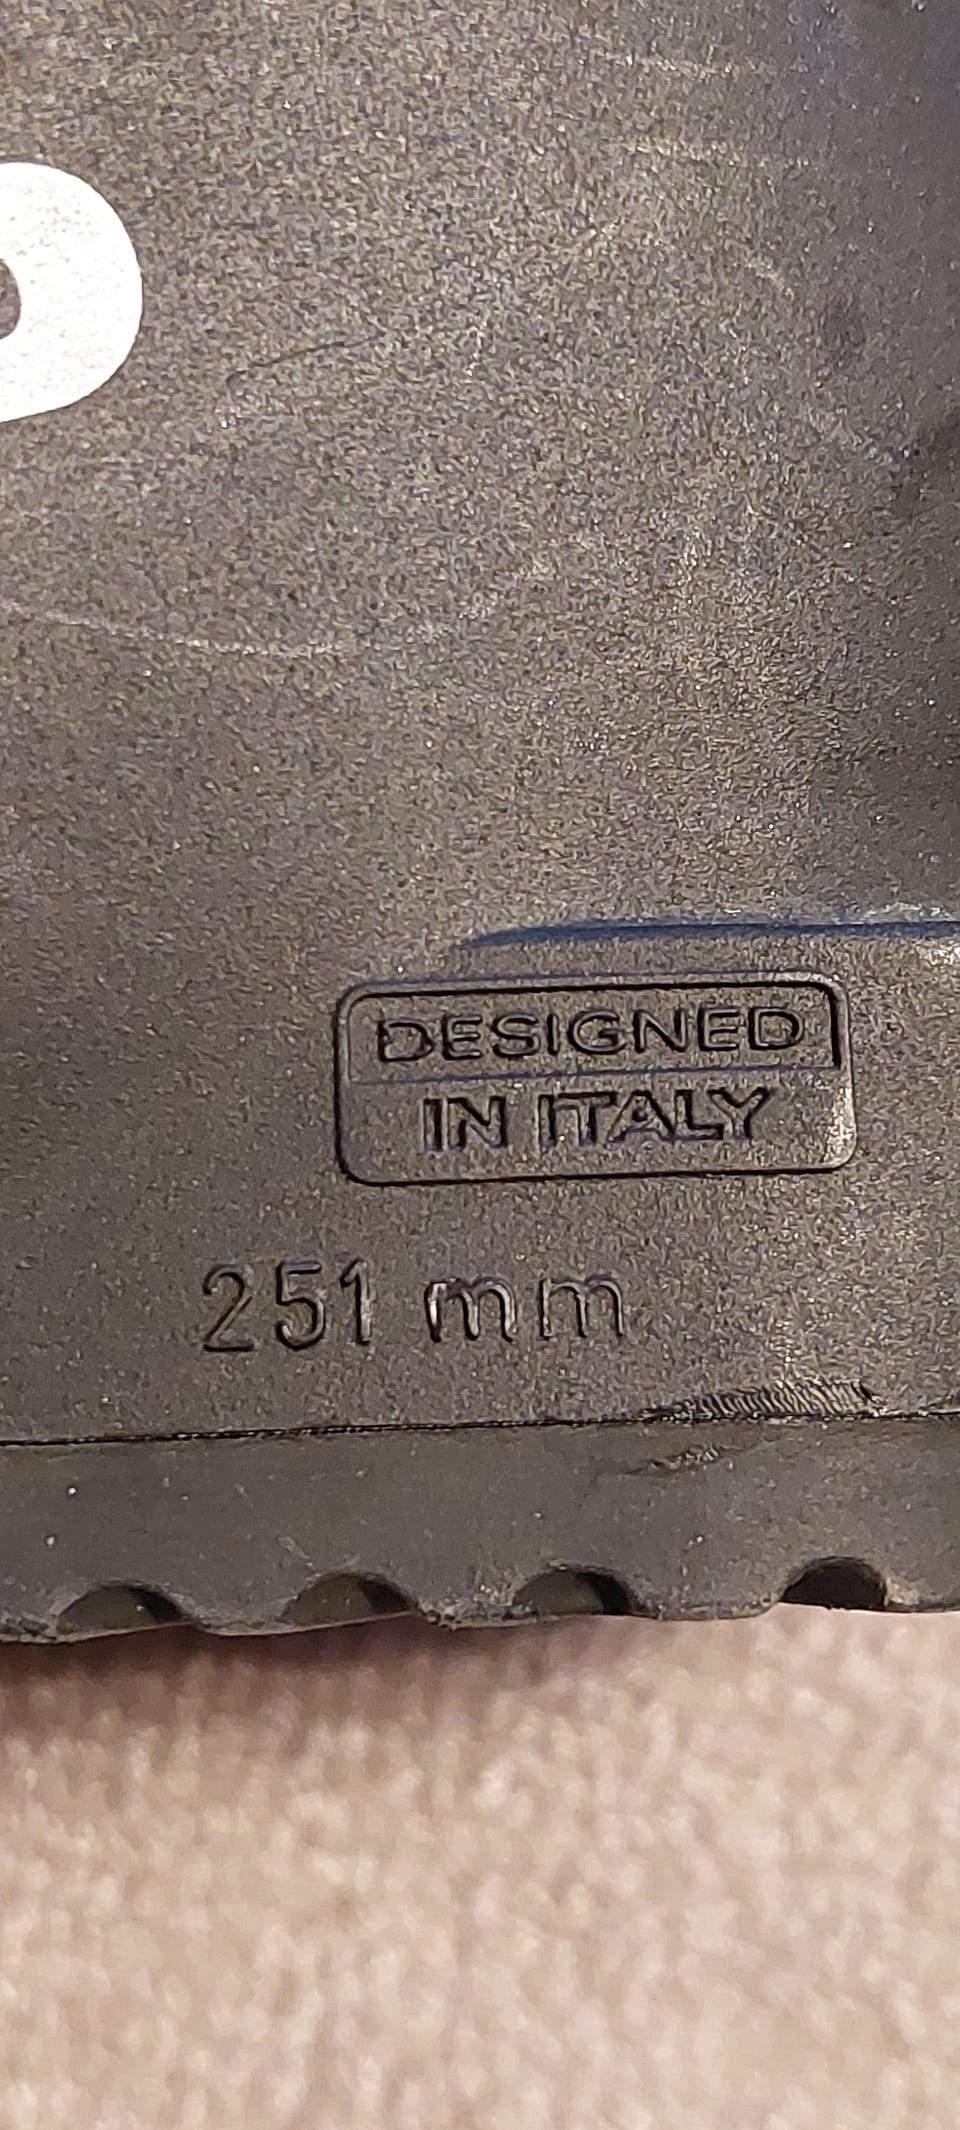 DESIGNED
IN ITALY
251 mm